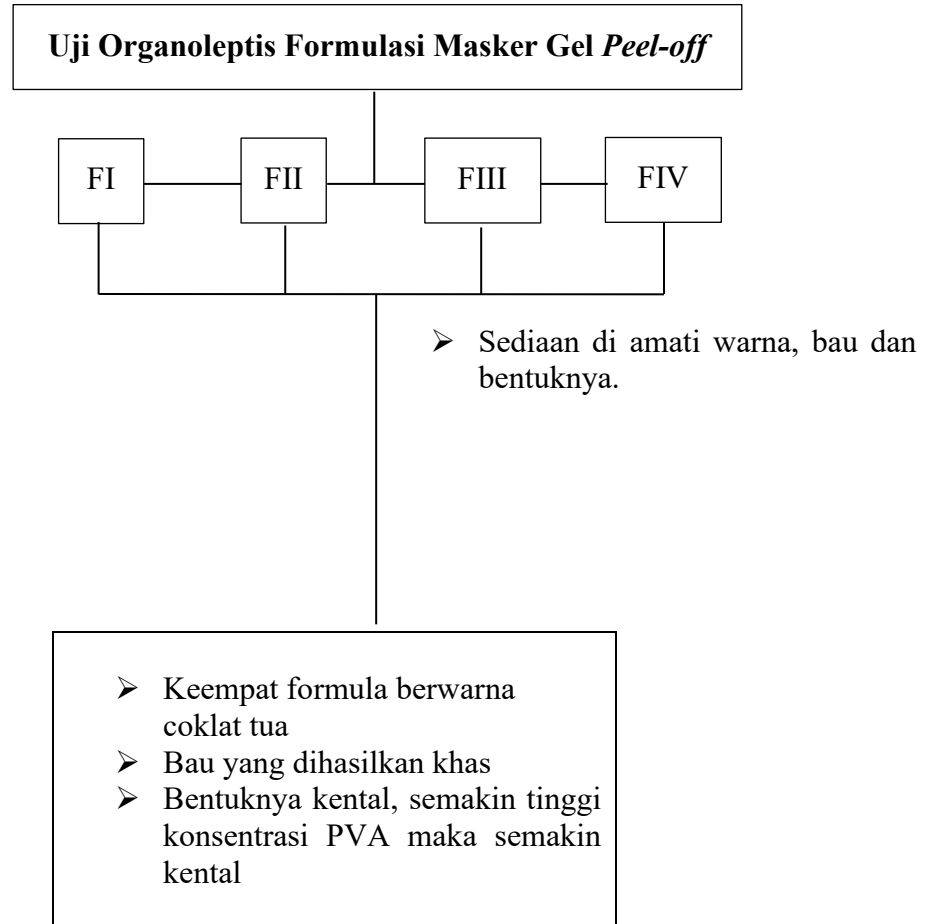 Uji Organoleptis Formulasi Masker Gel Peel-off
FI FII FIII FIV
➢ Sediaan di amati warna, bau dan
bentuknya.
➢ Keempat formula berwarna
coklat tua
➢ Bau yang dihasilkan khas
➢ Bentuknya kental, semakin tinggi
konsentrasi PVA maka semakin
kental